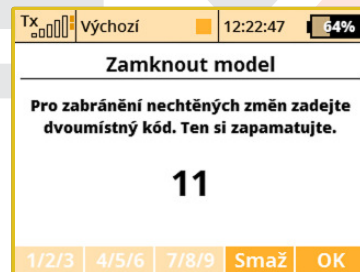 Tx Výchozí 12:22:47 64%
Zamknout model
Pro zabránění nechtěných změn zadejte
dvoumístný kód. Ten si zapamatujte.
11
1/2/3 4/5/6 7/8/9 Smaž OK